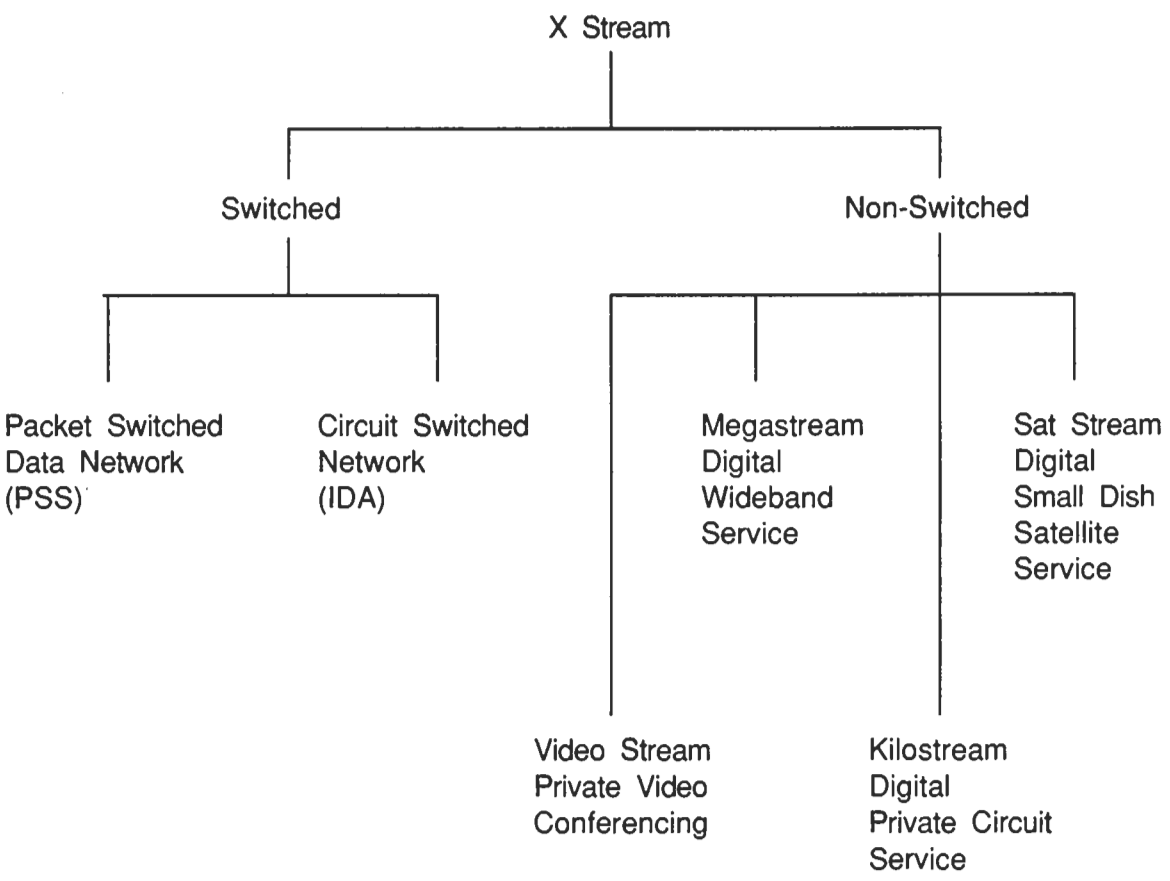 X Stream
Switched
Non-Switched
Packet Switched
Data Network
(PSS)
Circuit Switched
Network
(IDA)
Megastream
Digital
Wideband
Service
Sat Stream
Digital
Small Dish
Satellite
Service
Video Stream
Private Video
Conferencing
Kilostream
Digital
Private Circuit
Service